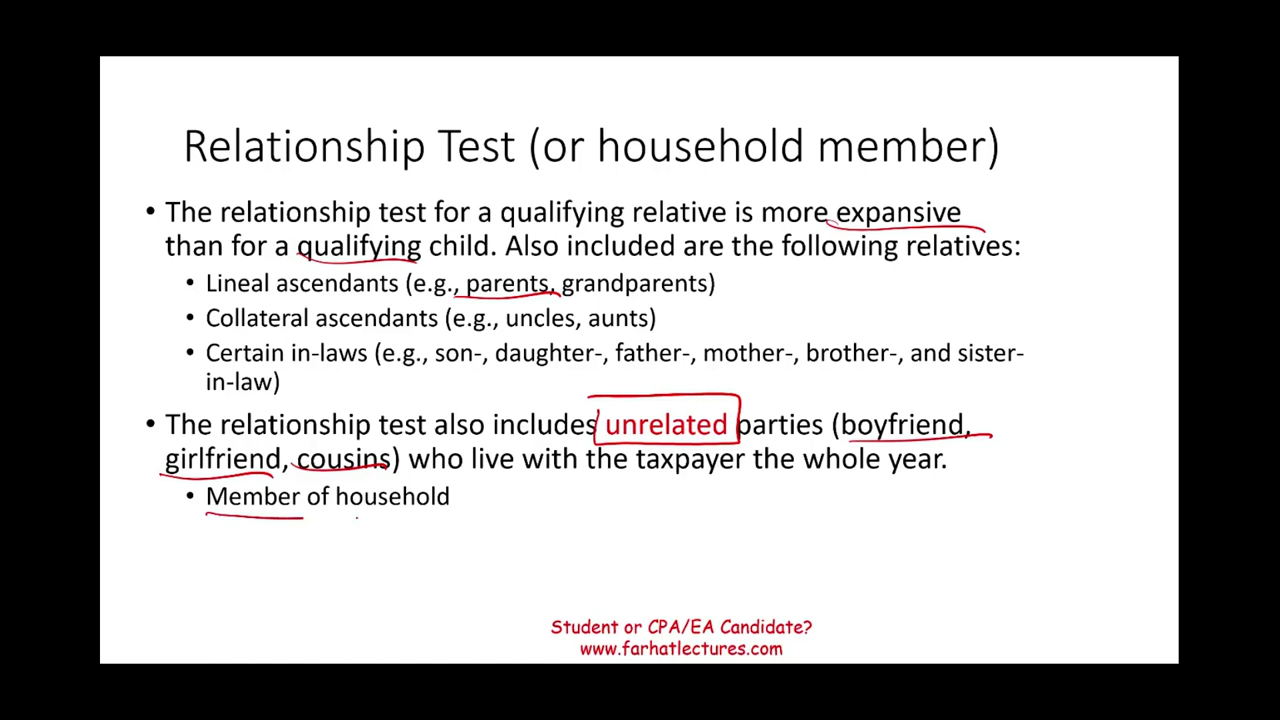 Relationship Test (or household member)
• The relationship test for a qualifying relative is more expansive
than for a qualifying child. Also included are the following relatives:
• Lineal ascendants (e.g., parents, grandparents)
• Collateral ascendants (e.g., uncles, aunts)
• Certain in-laws (e.g., son-, daughter-, father-, mother-, brother-, and sister-
in-law)
• The relationship test also includes unrelated parties (boyfriend,
girlfriend, cousins) who live with the taxpayer the whole year.
• Member of household
Student or CPA/EA Candidate?
www.farhatlectures.com